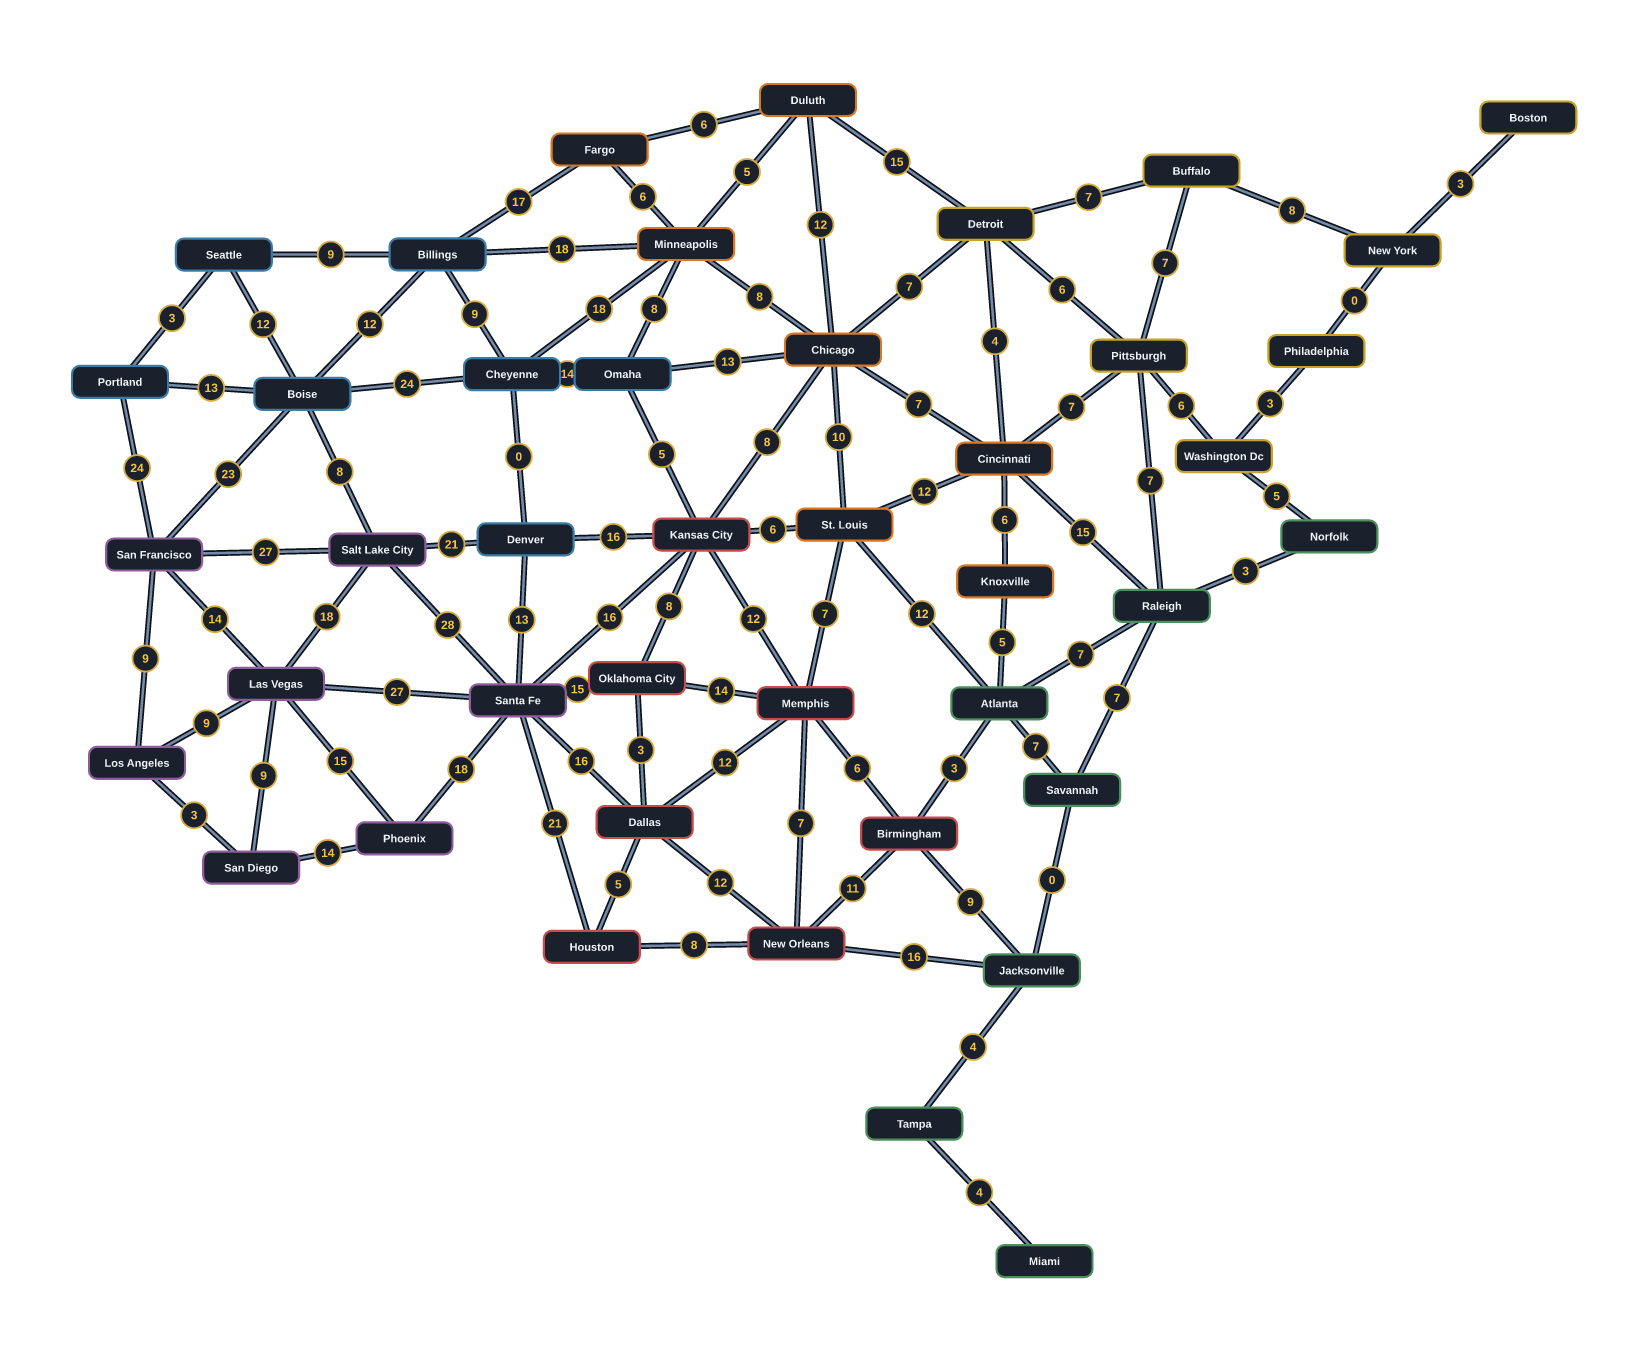 Duluth
Boston
6
Fargo
5
15
Buffalo
3
17
6
7
8
12
Detroit
Seattle
9
Billings
18
Minneapolis
New York
7
3
12
12
9
18
8
8
7
6
0
4
Chicago
Pittsburgh
Philadelphia
Portland
13
Boise
24
Cheyenne
14
Omaha
13
7
7
6
3
24
23
8
0
5
8
10
Cincinnati
7
Washington Dc
12
5
San Francisco
27
Salt Lake City
21
Denver
16
Kansas City
6
St. Louis
6
15
Norfolk
3
Knoxville
14
18
28
13
16
8
12
7
12
Raleigh
9
5
7
Las Vegas
27
Santa Fe
15
Oklahoma City
14
Memphis
Atlanta
7
9
Los Angeles
9
15
18
16
3
12
6
3
7
Savannah
3
21
Dallas
7
Birmingham
Phoenix
14
San Diego
5
12
11
9
0
Houston
8
New Orleans
16
Jacksonville
4
Tampa
4
Miami